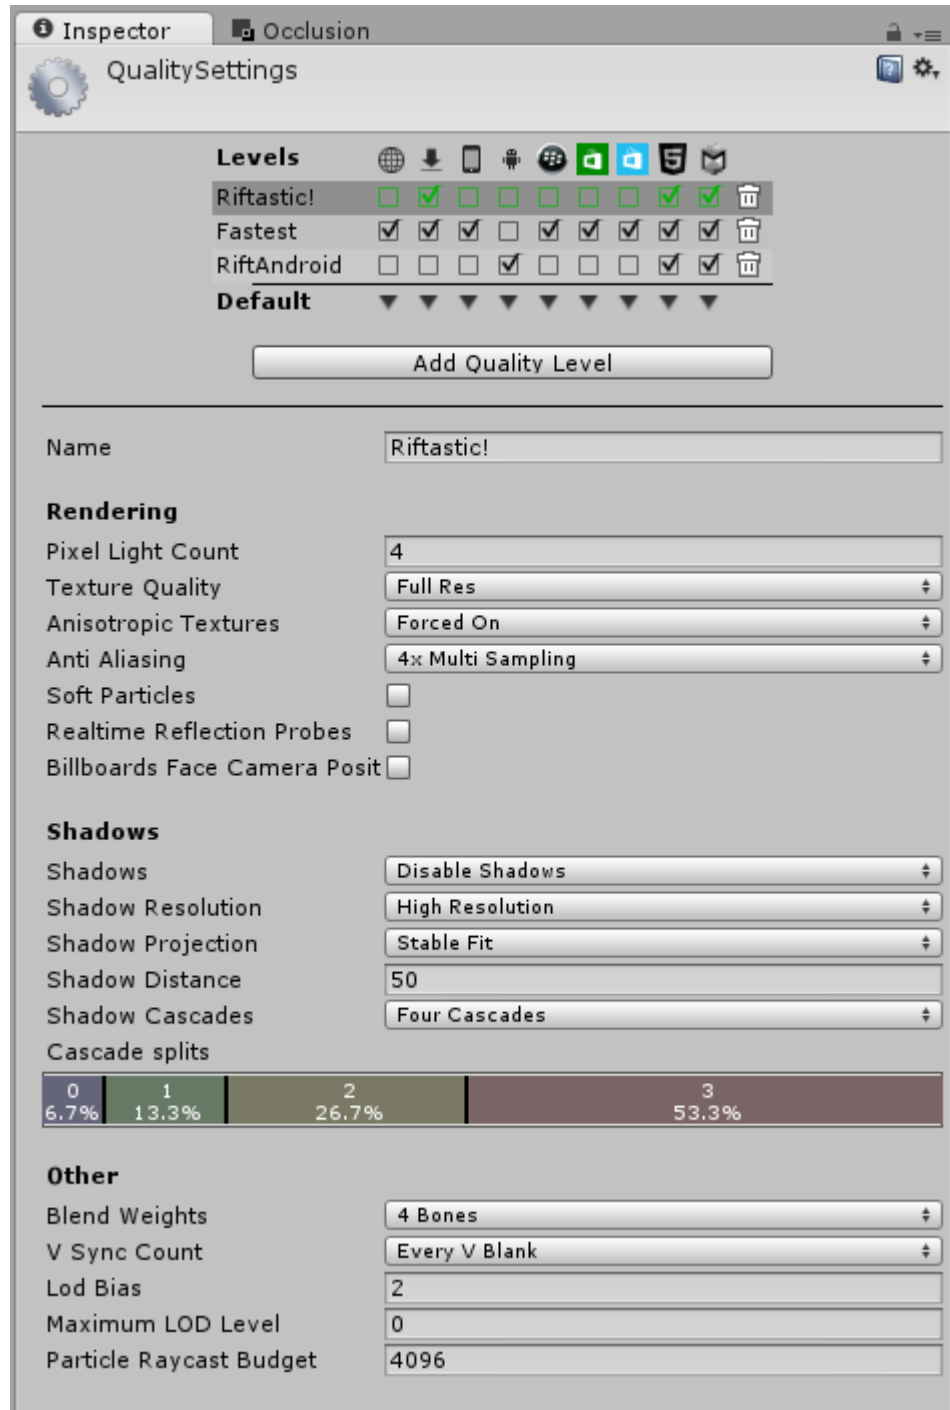 Inspector Occlusion
QualitySettings
Levels
Riftastic!
Fastest
RiftAndroid
Default
Add Quality Level
Name Riftastic!
Rendering
Pixel Light Count 4
Texture Quality Full Res
Anisotropic Textures Forced On
Anti Aliasing 4x Multi Sampling
Soft Particles
Realtime Reflection Probes
Billboards Face Camera Posit
Shadows
Shadows Disable Shadows
Shadow Resolution High Resolution
Shadow Projection Stable Fit
Shadow Distance 50
Shadow Cascades Four Cascades
Cascade splits
0 1 2 3
6.7% 13.3% 26.7% 53.3%
Other
Blend Weights 4 Bones
V Sync Count Every V Blank
Lod Bias 2
Maximum LOD Level 0
Particle Raycast Budget 4096